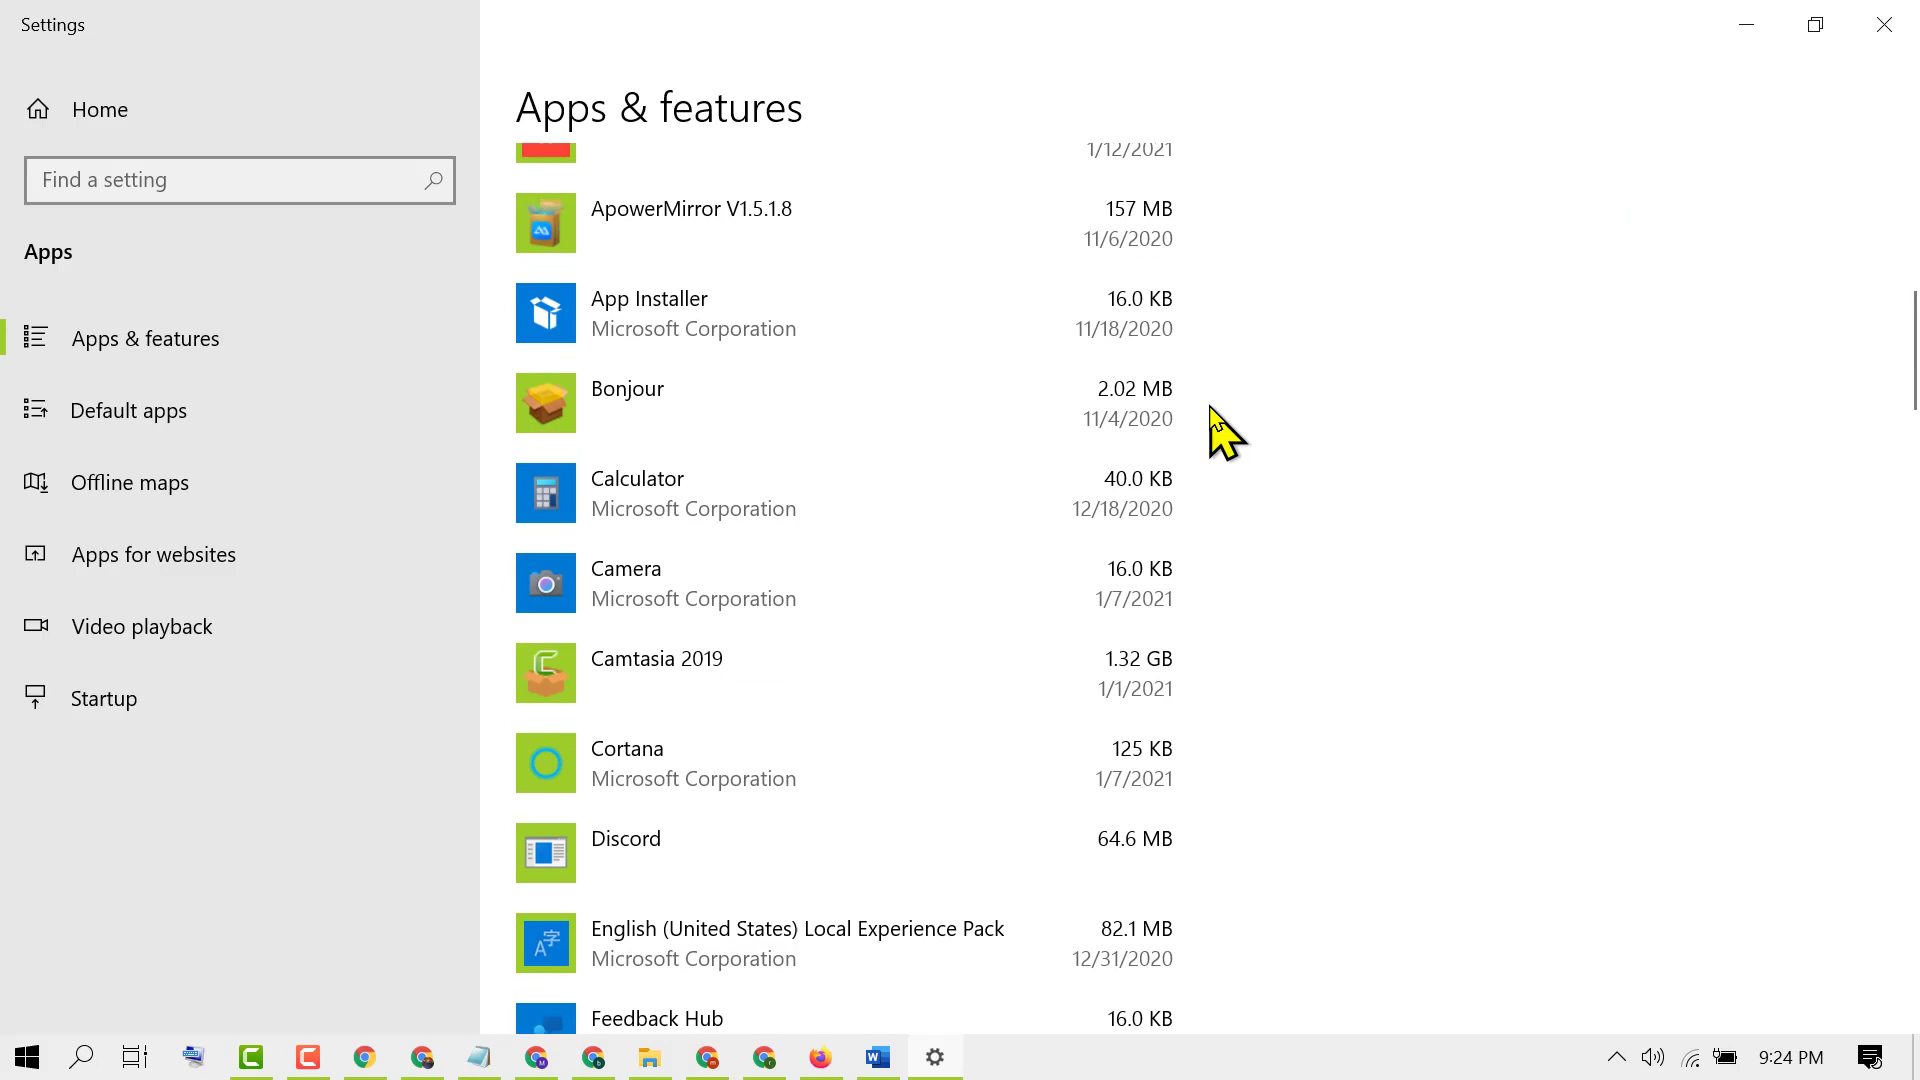 Settings
Home
Find a setting
Apps
Apps & features
Default apps
Offline maps
Apps for websites
Video playback
Startup
Apps & features
1/12/2021
ApowerMirror V1.5.1.8 157 MB
11/6/2020
App Installer 16.0 KB
Microsoft Corporation 11/18/2020
Bonjour 2.02 MB
11/4/2020
Calculator 40.0 KB
Microsoft Corporation 12/18/2020
Camera 16.0 KB
Microsoft Corporation 1/7/2021
Camtasia 2019 1.32 GB
1/1/2021
Cortana 125 KB
Microsoft Corporation 1/7/2021
Discord 64.6 MB
English (United States) Local Experience Pack 82.1 MB
Microsoft Corporation 12/31/2020
Feedback Hub 16.0 KB
9:24 PM